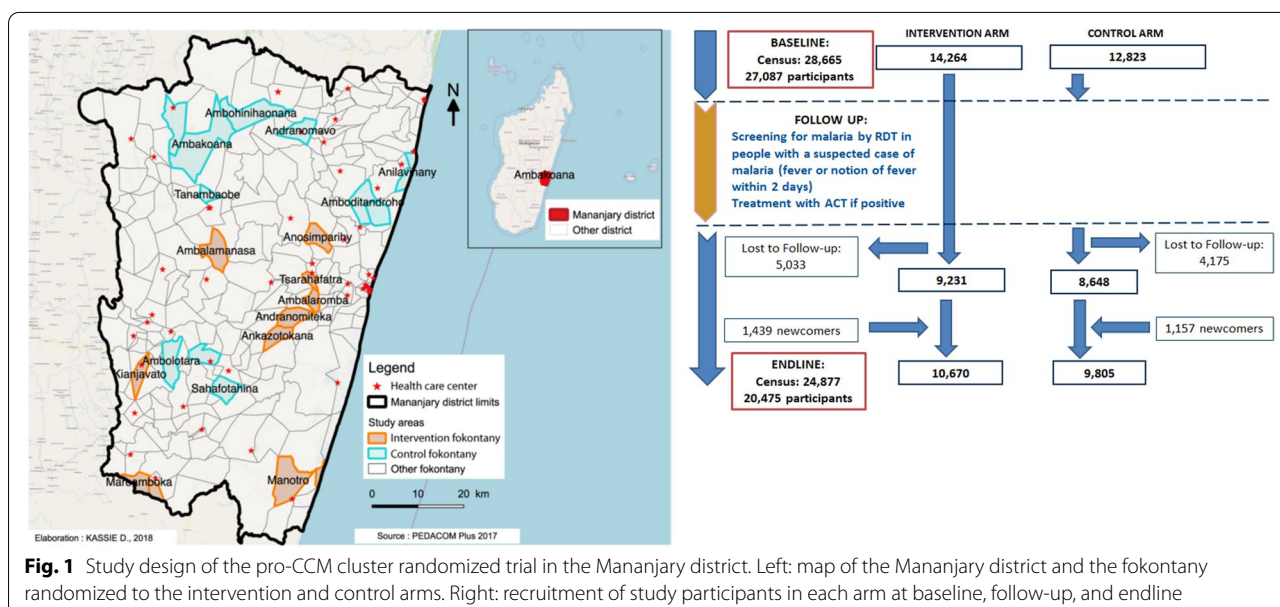 Ambohinihaonana
Andranomavo
Ambakoana
Anilavinany
Tanambaobe
Amboditandroho
Ambalamanasa
Anosimparihy
Tsarahafatra
Ambalaromba
Andranomiteka
Ankazotokana
Ambolotara
Kianjavato
Sahafotahina
Marcamboka
Manotro
Elaboration : KASSIE D., 2018
Source : PEDACOM Plus 2017
N
Ambakoana
Mananjary district
Other district
Legend
Health care center
Mananjary district limits
Study areas
Intervention fokontany
Control fokontany
Other fokontany
0 10 20 km
BASELINE:
Census: 28,665
27,087 participants
INTERVENTION ARM
14,264
CONTROL ARM
12,823
FOLLOW UP:
Screening for malaria by RDT in
people with a suspected case of
malaria (fever or notion of fever
within 2 days)
Treatment with ACT if positive
Lost to Follow-up:
5,033
Lost to Follow-up:
4,175
9,231
8,648
1,439 newcomers
1,157 newcomers
ENDLINE:
Census: 24,877
20,475 participants
10,670
9,805
Fig. 1 Study design of the pro-CCM cluster randomized trial in the Mananjary district. Left: map of the Mananjary district and the fokontany
randomized to the intervention and control arms. Right: recruitment of study participants in each arm at baseline, follow-up, and endline